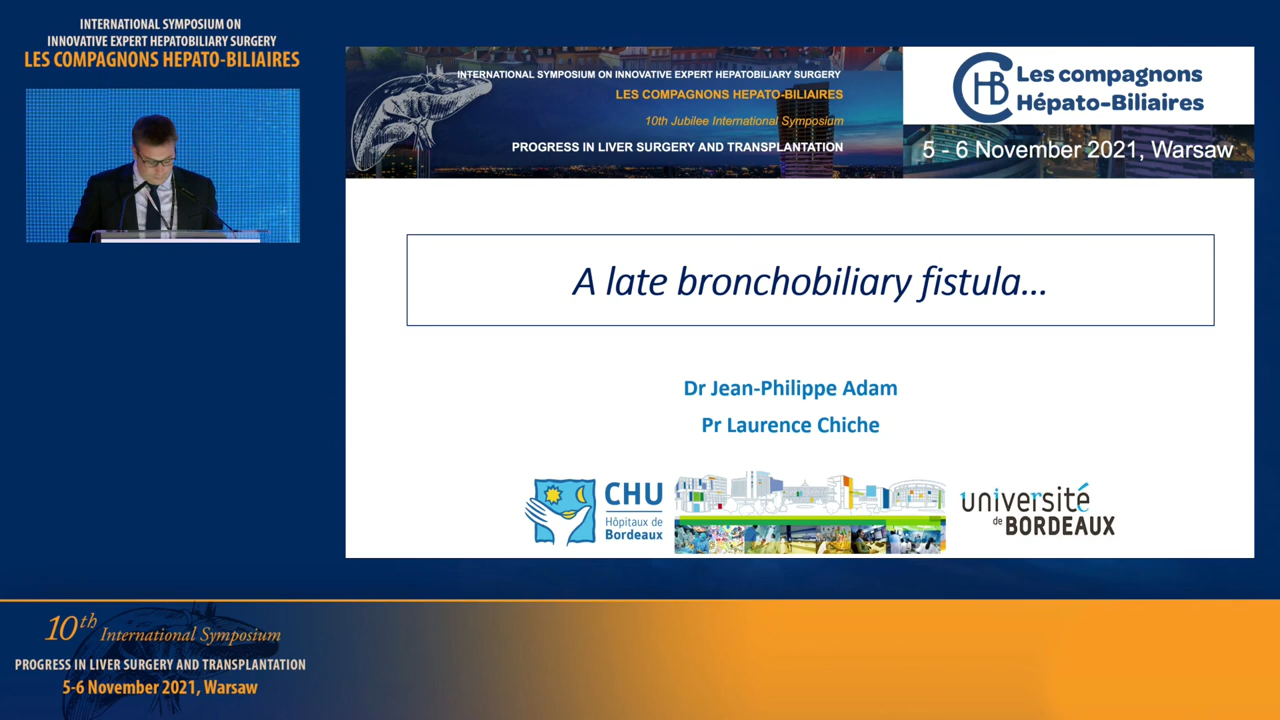 INTERNATIONAL SYMPOSIUM ON
INNOVATIVE EXPERT HEPATOBILIARY SURGERY
LES COMPAGNONS HEPATO-BILIAIRES
INTERNATIONAL SYMPOSIUM ON INNOVATIVE EXPERT HEPATOBILIARY SURGERY
LES COMPAGNONS HEPATO-BILIAIRES
10th Jubilee International Symposium
PROGRESS IN LIVER SURGERY AND TRANSPLANTATION
CHB
Les compagnons
Hépato-Biliaires
5 - 6 November 2021, Warsaw
A late bronchobiliary fistula...
Dr Jean-Philippe Adam
Pr Laurence Chiche
CHU
Hôpitaux de
Bordeaux
université
de BORDEAUX
10th International Symposium
PROGRESS IN LIVER SURGERY AND TRANSPLANTATION
5-6 November 2021, Warsaw